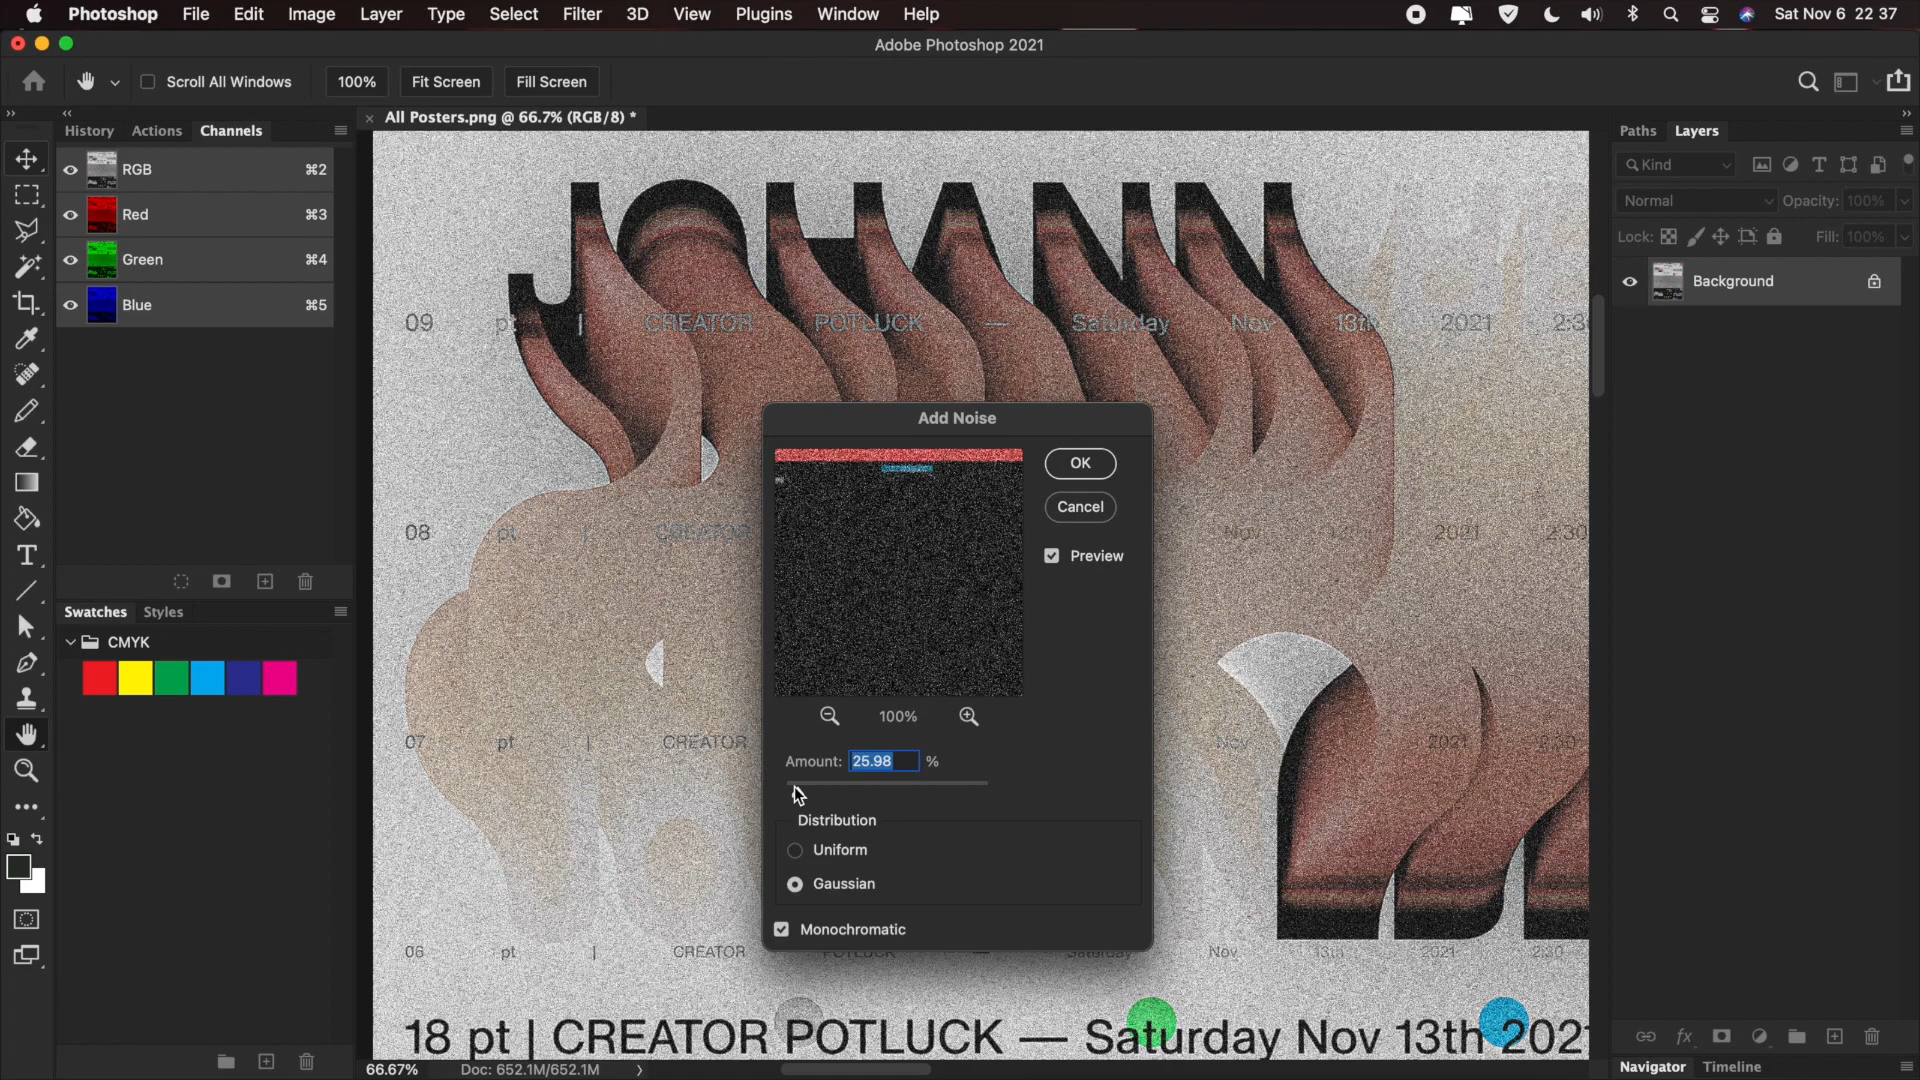 Photoshop File Edit Image Layer Type Select Filter 3D View Plugins Window Help Sat Nov 6 22 37
Adobe Photoshop 2021
Scroll All Windows 100% Fit Screen Fill Screen
All Posters.png @ 66.7% (RGB/8) *
History Actions Channels
RGB ⌘2
Red ⌘3
Green ⌘4
Blue ⌘5
Swatches Styles
CMYK
JOHANN
09 pt | CREATOR POTLUCK — Saturday Nov 13th 2021 2:3
08 pt | CREATOR Nov 13th 2021 2:30
07 pt | CREATOR Nov 2021 2:30
06 pt | CREATOR POTLUCK — Saturday Nov 13th 2021 2:30
18 pt | CREATOR POTLUCK — Saturday Nov 13th 2021
Add Noise
OK
Cancel
Preview
100%
Amount: 25.98 %
Distribution
Uniform
Gaussian
Monochromatic
66.67% Doc: 652.1M/652.1M
Paths Layers
Kind
Normal Opacity: 100%
Lock: Fill: 100%
Background
fx
Navigator Timeline